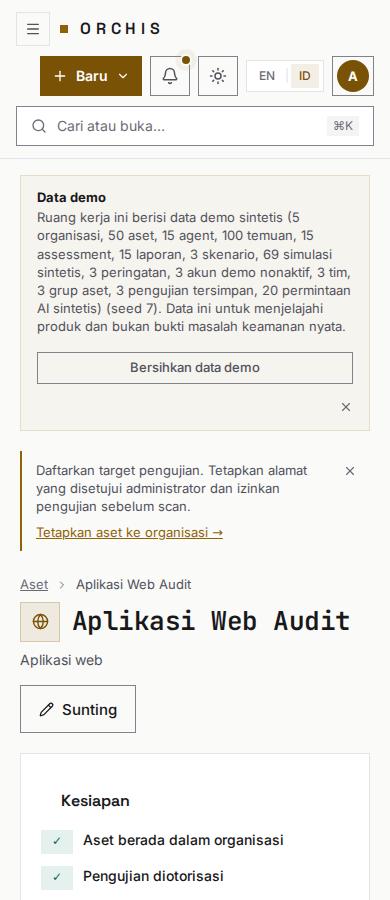 ORCHIS
Baru
EN
ID
A
Cari atau buka...
⌘K
Data demo
Ruang kerja ini berisi data demo sintetis (5
organisasi, 50 aset, 15 agent, 100 temuan, 15
assessment, 15 laporan, 3 skenario, 69 simulasi
sintetis, 3 peringatan, 3 akun demo nonaktif, 3 tim,
3 grup aset, 3 pengujian tersimpan, 20 permintaan
AI sintetis) (seed 7). Data ini untuk menjelajahi
produk dan bukan bukti masalah keamanan nyata.
Bersihkan data demo
Daftarkan target pengujian. Tetapkan alamat
yang disetujui administrator dan izinkan
pengujian sebelum scan.
Tetapkan aset ke organisasi →
Aset > Aplikasi Web Audit
Aplikasi Web Audit
Aplikasi web
Sunting
Kesiapan
✓ Aset berada dalam organisasi
✓ Pengujian diotorisasi